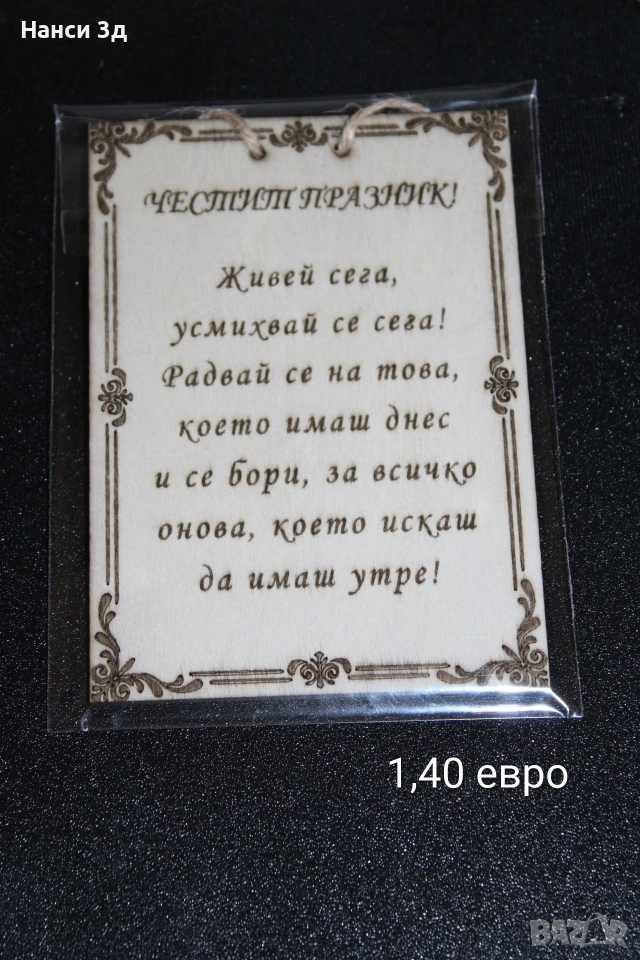 Нанси 3д
ЧЕСТИТ ПРАЗНИК!
Живей сега,
усмихвай се сега!
Радвай се на това,
което имаш днес
и се бори, за всичко
онова, което искаш
да имаш утре!
1,40 евро
BAZAR